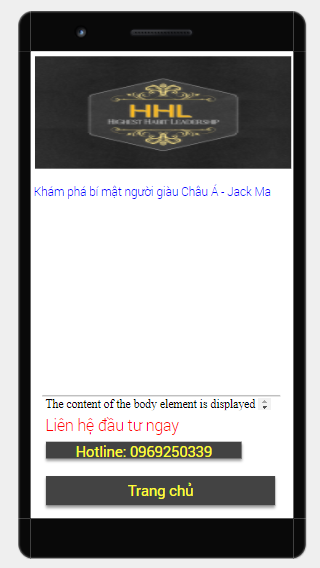 HHL
HIGHEST HABIT LEADERSHIP
Khám phá bí mật người giàu Châu Á - Jack Ma
The content of the body element is displayed
Liên hệ đầu tư ngay
Hotline: 0969250339
Trang chủ